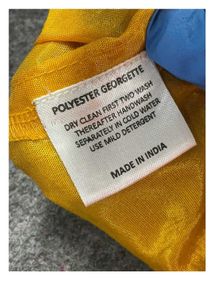 POLYESTER GEORGETTE
DRY CLEAN FIRST TWO WASH
THEREAFTER HANDWASH
SEPARATELY IN COLD WATER
USE MILD DETERGENT
MADE IN INDIA